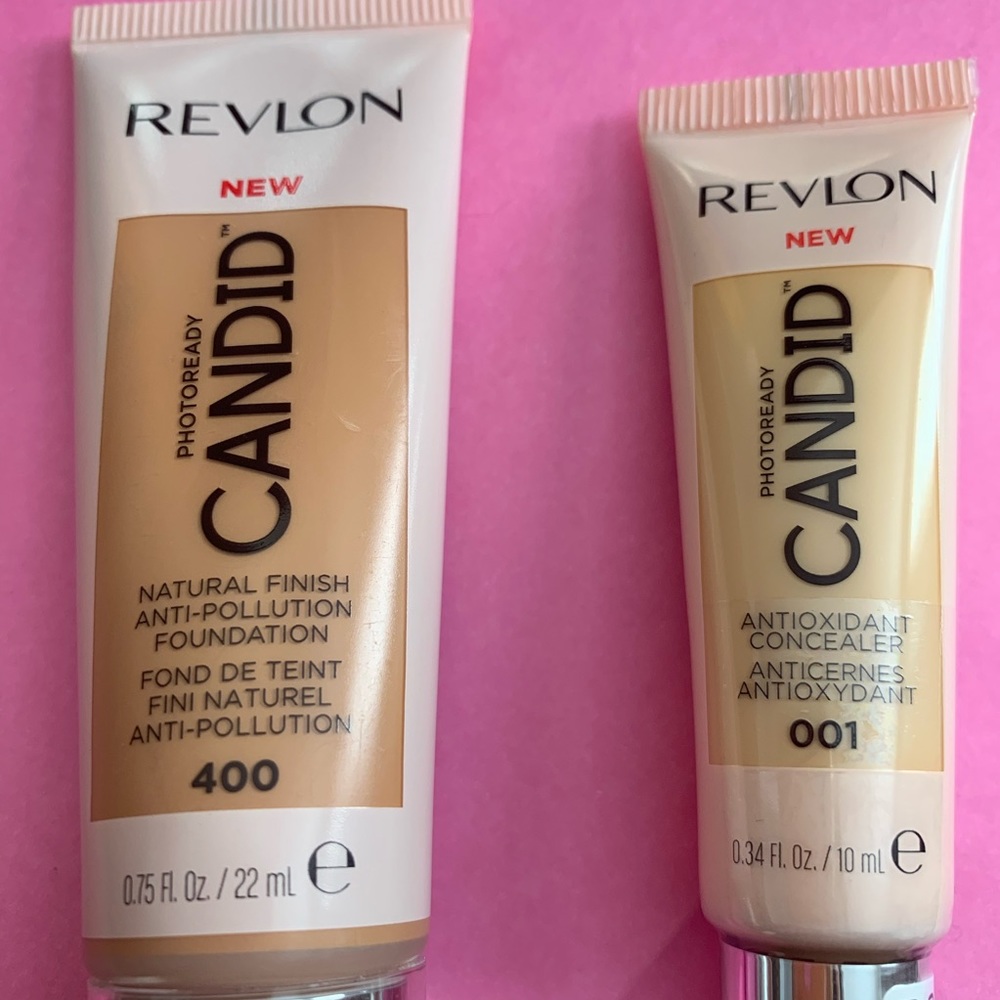 REVLON
NEW
PHOTOREADY
CANDID™
NATURAL FINISH
ANTI-POLLUTION
FOUNDATION
FOND DE TEINT
FINI NATUREL
ANTI-POLLUTION
400
0.75 Fl. Oz. / 22 mL ℮
REVLON
NEW
PHOTOREADY
CANDID™
ANTIOXIDANT
CONCEALER
ANTICERNES
ANTIOXYDANT
001
0.34 Fl. Oz. / 10 mL ℮